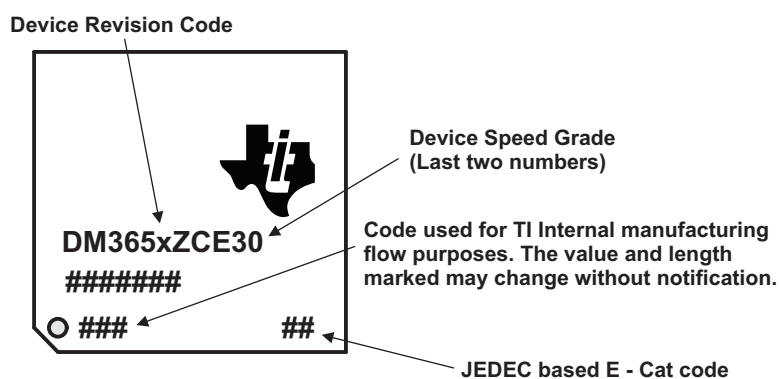 Device Revision Code
Device Speed Grade
(Last two numbers)
DM365xZCE30
Code used for TI Internal manufacturing
flow purposes. The value and length
marked may change without notification.
#######
###
##
JEDEC based E - Cat code